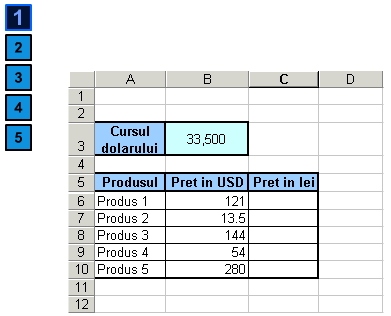 1
2
3
4
5
A B C D
1
2
3 Cursul dolarului 33,500
4
5 Produsul Pret in USD Pret in lei
6 Produs 1 121
7 Produs 2 13.5
8 Produs 3 144
9 Produs 4 54
10 Produs 5 280
11
12